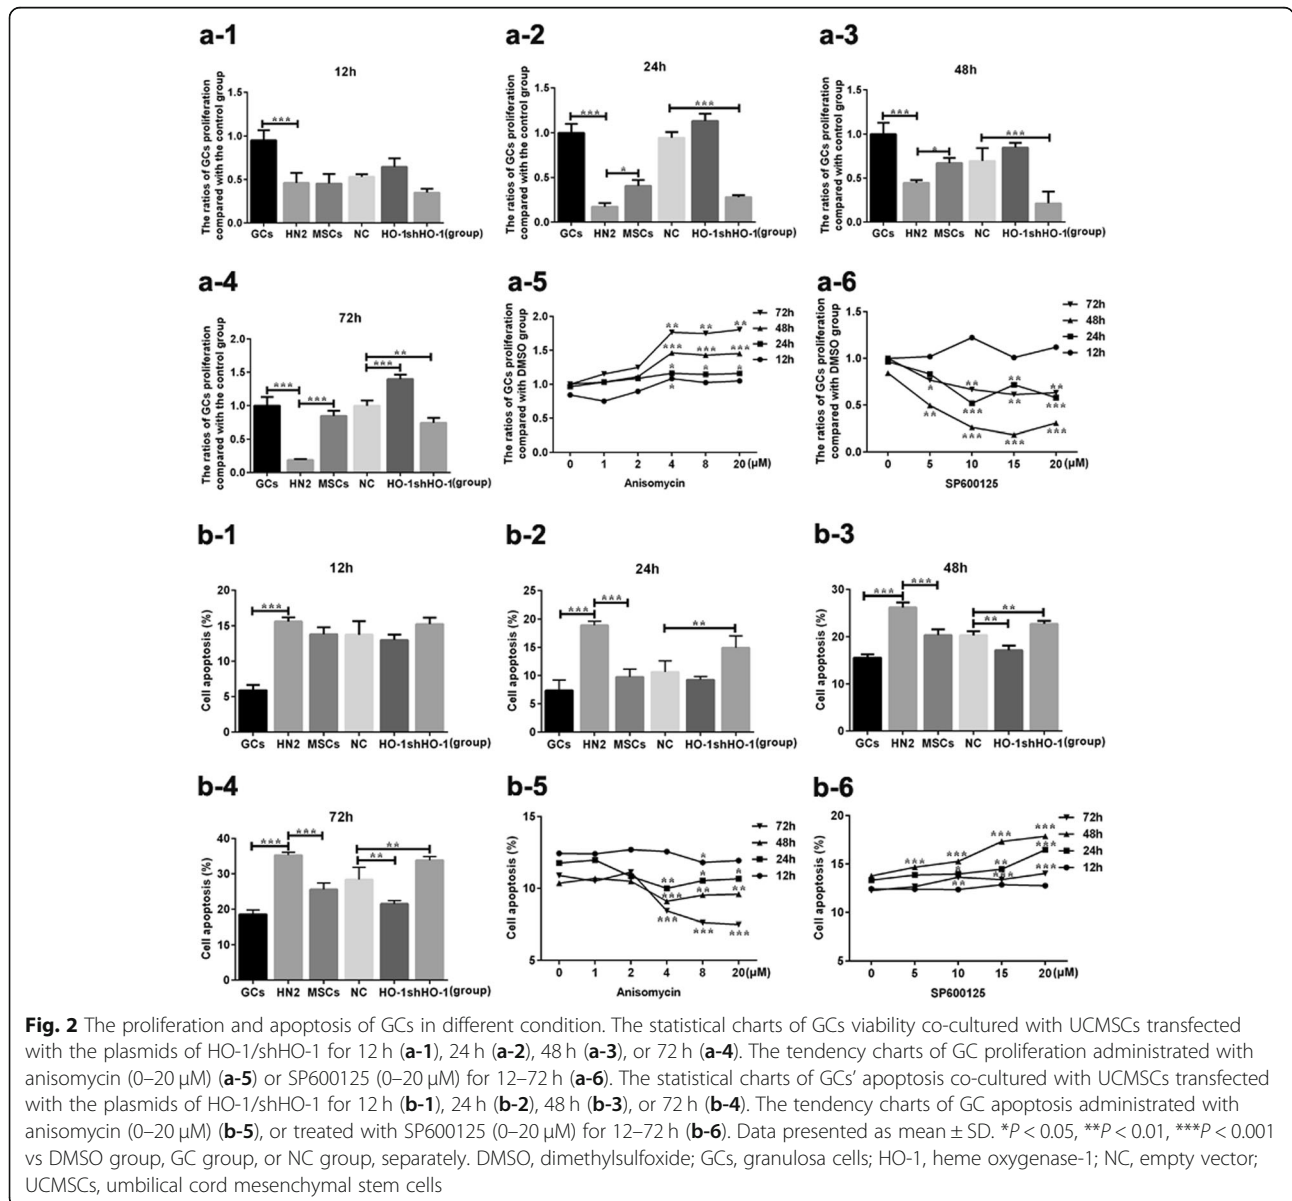 a-1
12h
The ratios of GCs proliferation
compared with the control group
1.5
1.0
0.5
0.0
***
GCs HN2 MSCs NC HO-1shHO-1(group)
a-2
24h
The ratios of GCs proliferation
compared with the control group
1.5
1.0
0.5
0.0
*** * ***
GCs HN2 MSCs NC HO-1shHO-1(group)
a-3
48h
The ratios of GCs proliferation
compared with control group
1.5
1.0
0.5
0.0
*** * ***
GCs HN2 MSCs NC HO-1shHO-1(group)
a-4
72h
The ratios of GCs proliferation
compared with the control group
2.0
1.5
1.0
0.5
0.0
*** *** *** **
GCs HN2 MSCs NC HO-1shHO-1(group)
a-5
Ratios of GCs proliferation
compared with DMSO group
2.0
1.5
1.0
0.5
0.0
** ** **
*** *** ***
* * *
*
72h
48h
24h
12h
0 1 2 4 8 20(μM)
Anisomycin
a-6
Ratios of GCs proliferation
compared with DMSO group
1.5
1.0
0.5
0.0
* ** ** **
*** ** ***
** *** *** ***
72h
48h
24h
12h
0 5 10 15 20(μM)
SP600125
b-1
12h
Cell apoptosis (%)
20
15
10
5
0
***
GCs HN2 MSCs NC HO-1shHO-1(group)
b-2
24h
Cell apoptosis (%)
25
20
15
10
5
0
*** *** **
GCs HN2 MSCs NC HO-1shHO-1(group)
b-3
48h
Cell apoptosis (%)
30
20
10
0
*** *** ** **
GCs HN2 MSCs NC HO-1shHO-1(group)
b-4
72h
Cell apoptosis (%)
40
30
20
10
0
*** *** ** **
GCs HN2 MSCs NC HO-1shHO-1(group)
b-5
Cell apoptosis (%)
15
10
5
*
** * *
*** ** **
*** *** ***
72h
48h
24h
12h
0 1 2 4 8 20(μM)
Anisomycin
b-6
Cell apoptosis (%)
20
15
10
5
*** *** *** ***
* ** ***
** *** ***
72h
48h
24h
12h
0 5 10 15 20(μM)
SP600125
Fig. 2 The proliferation and apoptosis of GCs in different condition. The statistical charts of GCs viability co-cultured with UCMSCs transfected
with the plasmids of HO-1/shHO-1 for 12 h (a-1), 24 h (a-2), 48 h (a-3), or 72 h (a-4). The tendency charts of GC proliferation administrated with
anisomycin (0–20 μM) (a-5) or SP600125 (0–20 μM) for 12–72 h (a-6). The statistical charts of GCs' apoptosis co-cultured with UCMSCs transfected
with the plasmids of HO-1/shHO-1 for 12 h (b-1), 24 h (b-2), 48 h (b-3), or 72 h (b-4). The tendency charts of GC apoptosis administrated with
anisomycin (0–20 μM) (b-5), or treated with SP600125 (0–20 μM) for 12–72 h (b-6). Data presented as mean ± SD. *P < 0.05, **P < 0.01, ***P < 0.001
vs DMSO group, GC group, or NC group, separately. DMSO, dimethylsulfoxide; GCs, granulosa cells; HO-1, heme oxygenase-1; NC, empty vector;
UCMSCs, umbilical cord mesenchymal stem cells